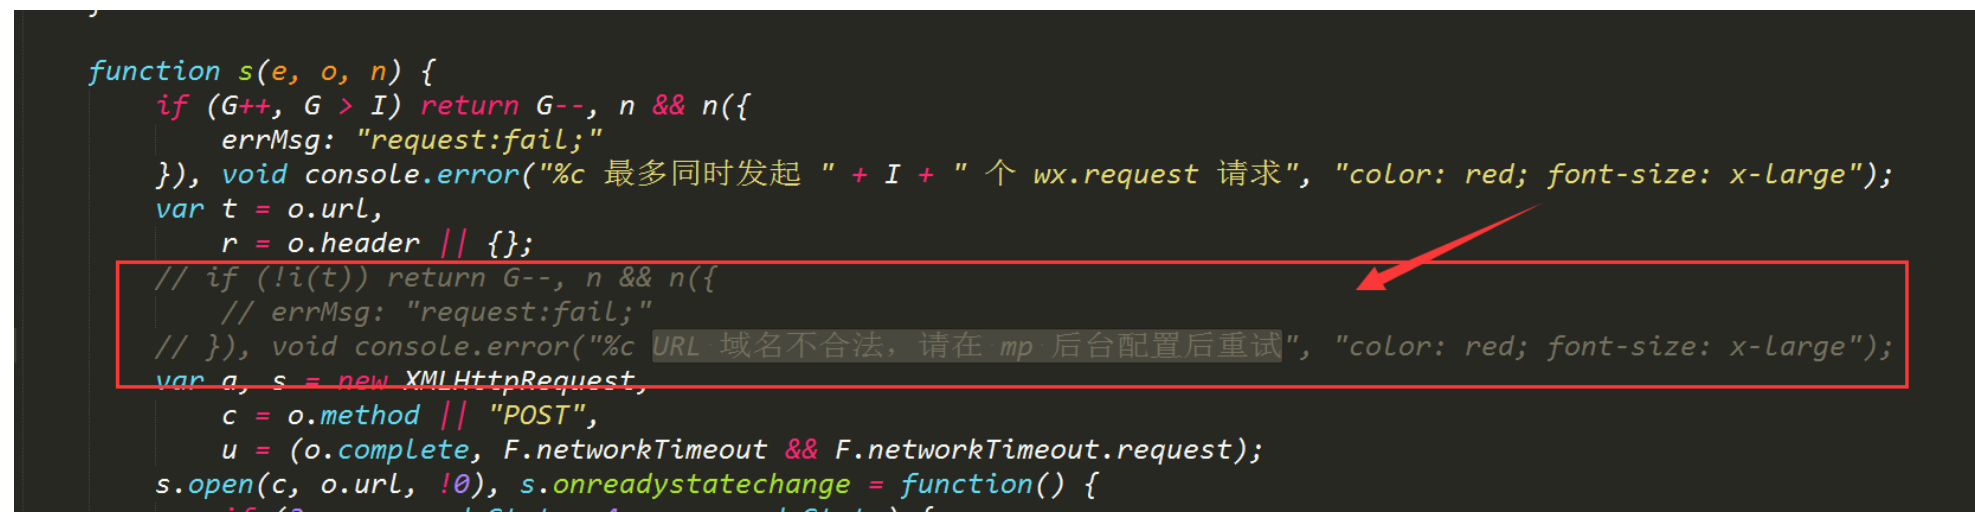 function s(e, o, n) {
if (G++, G > I) return G--, n && n({
errMsg: "request:fail;"
}), void console.error("%c 最多同时发起 " + I + " 个 wx.request 请求", "color: red; font-size: x-large");
var t = o.url,
r = o.header || {};
// if (!i(t)) return G--, n && n({
// errMsg: "request:fail;"
// }), void console.error("%c URL 域名不合法，请在 mp 后台配置后重试", "color: red; font-size: x-large");
var a, s = new XMLHttpRequest,
c = o.method || "POST",
u = (o.complete, F.networkTimeout && F.networkTimeout.request);
s.open(c, o.url, !0), s.onreadystatechange = function() {